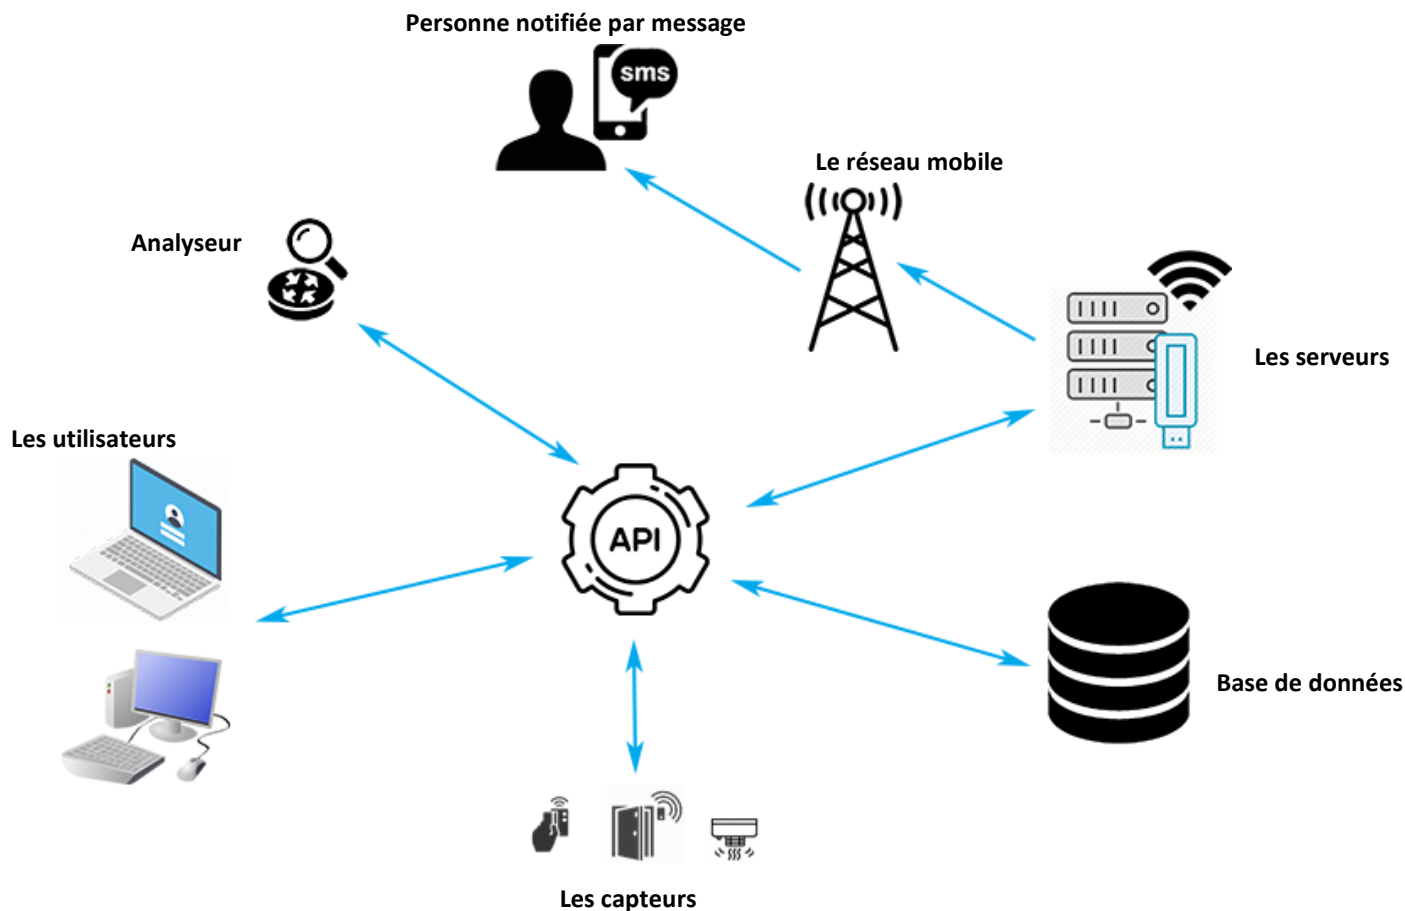 Personne notifiée par message
sms
Le réseau mobile
Analyseur
Les serveurs
Les utilisateurs
API
Base de données
Les capteurs